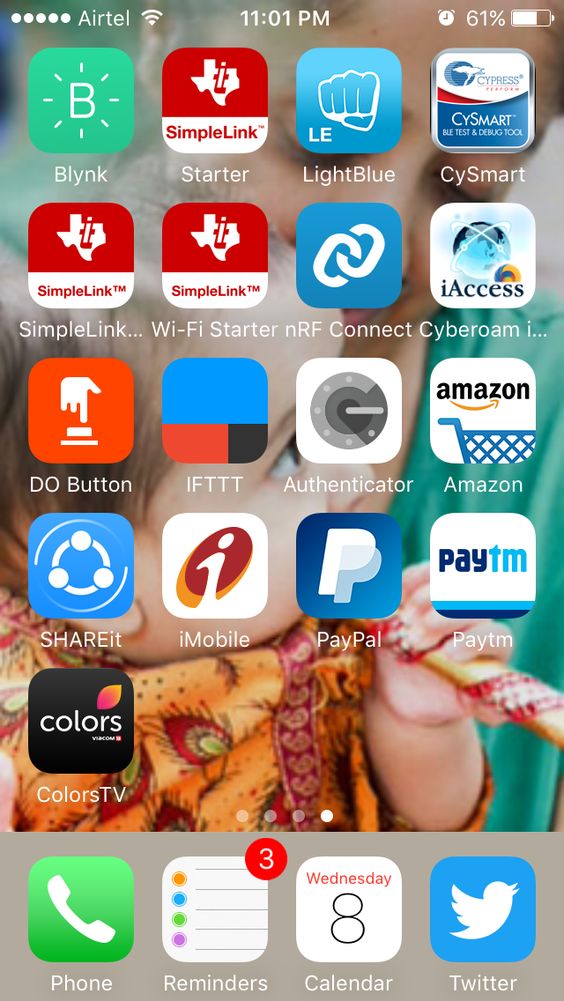 Airtel 11:01 PM 61%
B
SimpleLink™
LE
CYPRESS
PERFORM
CYSMART™
BLE TEST & DEBUG TOOL
Blynk Starter LightBlue CySmart
SimpleLink™ SimpleLink™ iAccess
SimpleLink... Wi-Fi Starter nRF Connect Cyberoam i...
amazon
DO Button IFTTT Authenticator Amazon
i P paytm
SHAREit iMobile PayPal Paytm
colors
VIACOM 18
ColorsTV
3
Wednesday
8
Phone Reminders Calendar Twitter